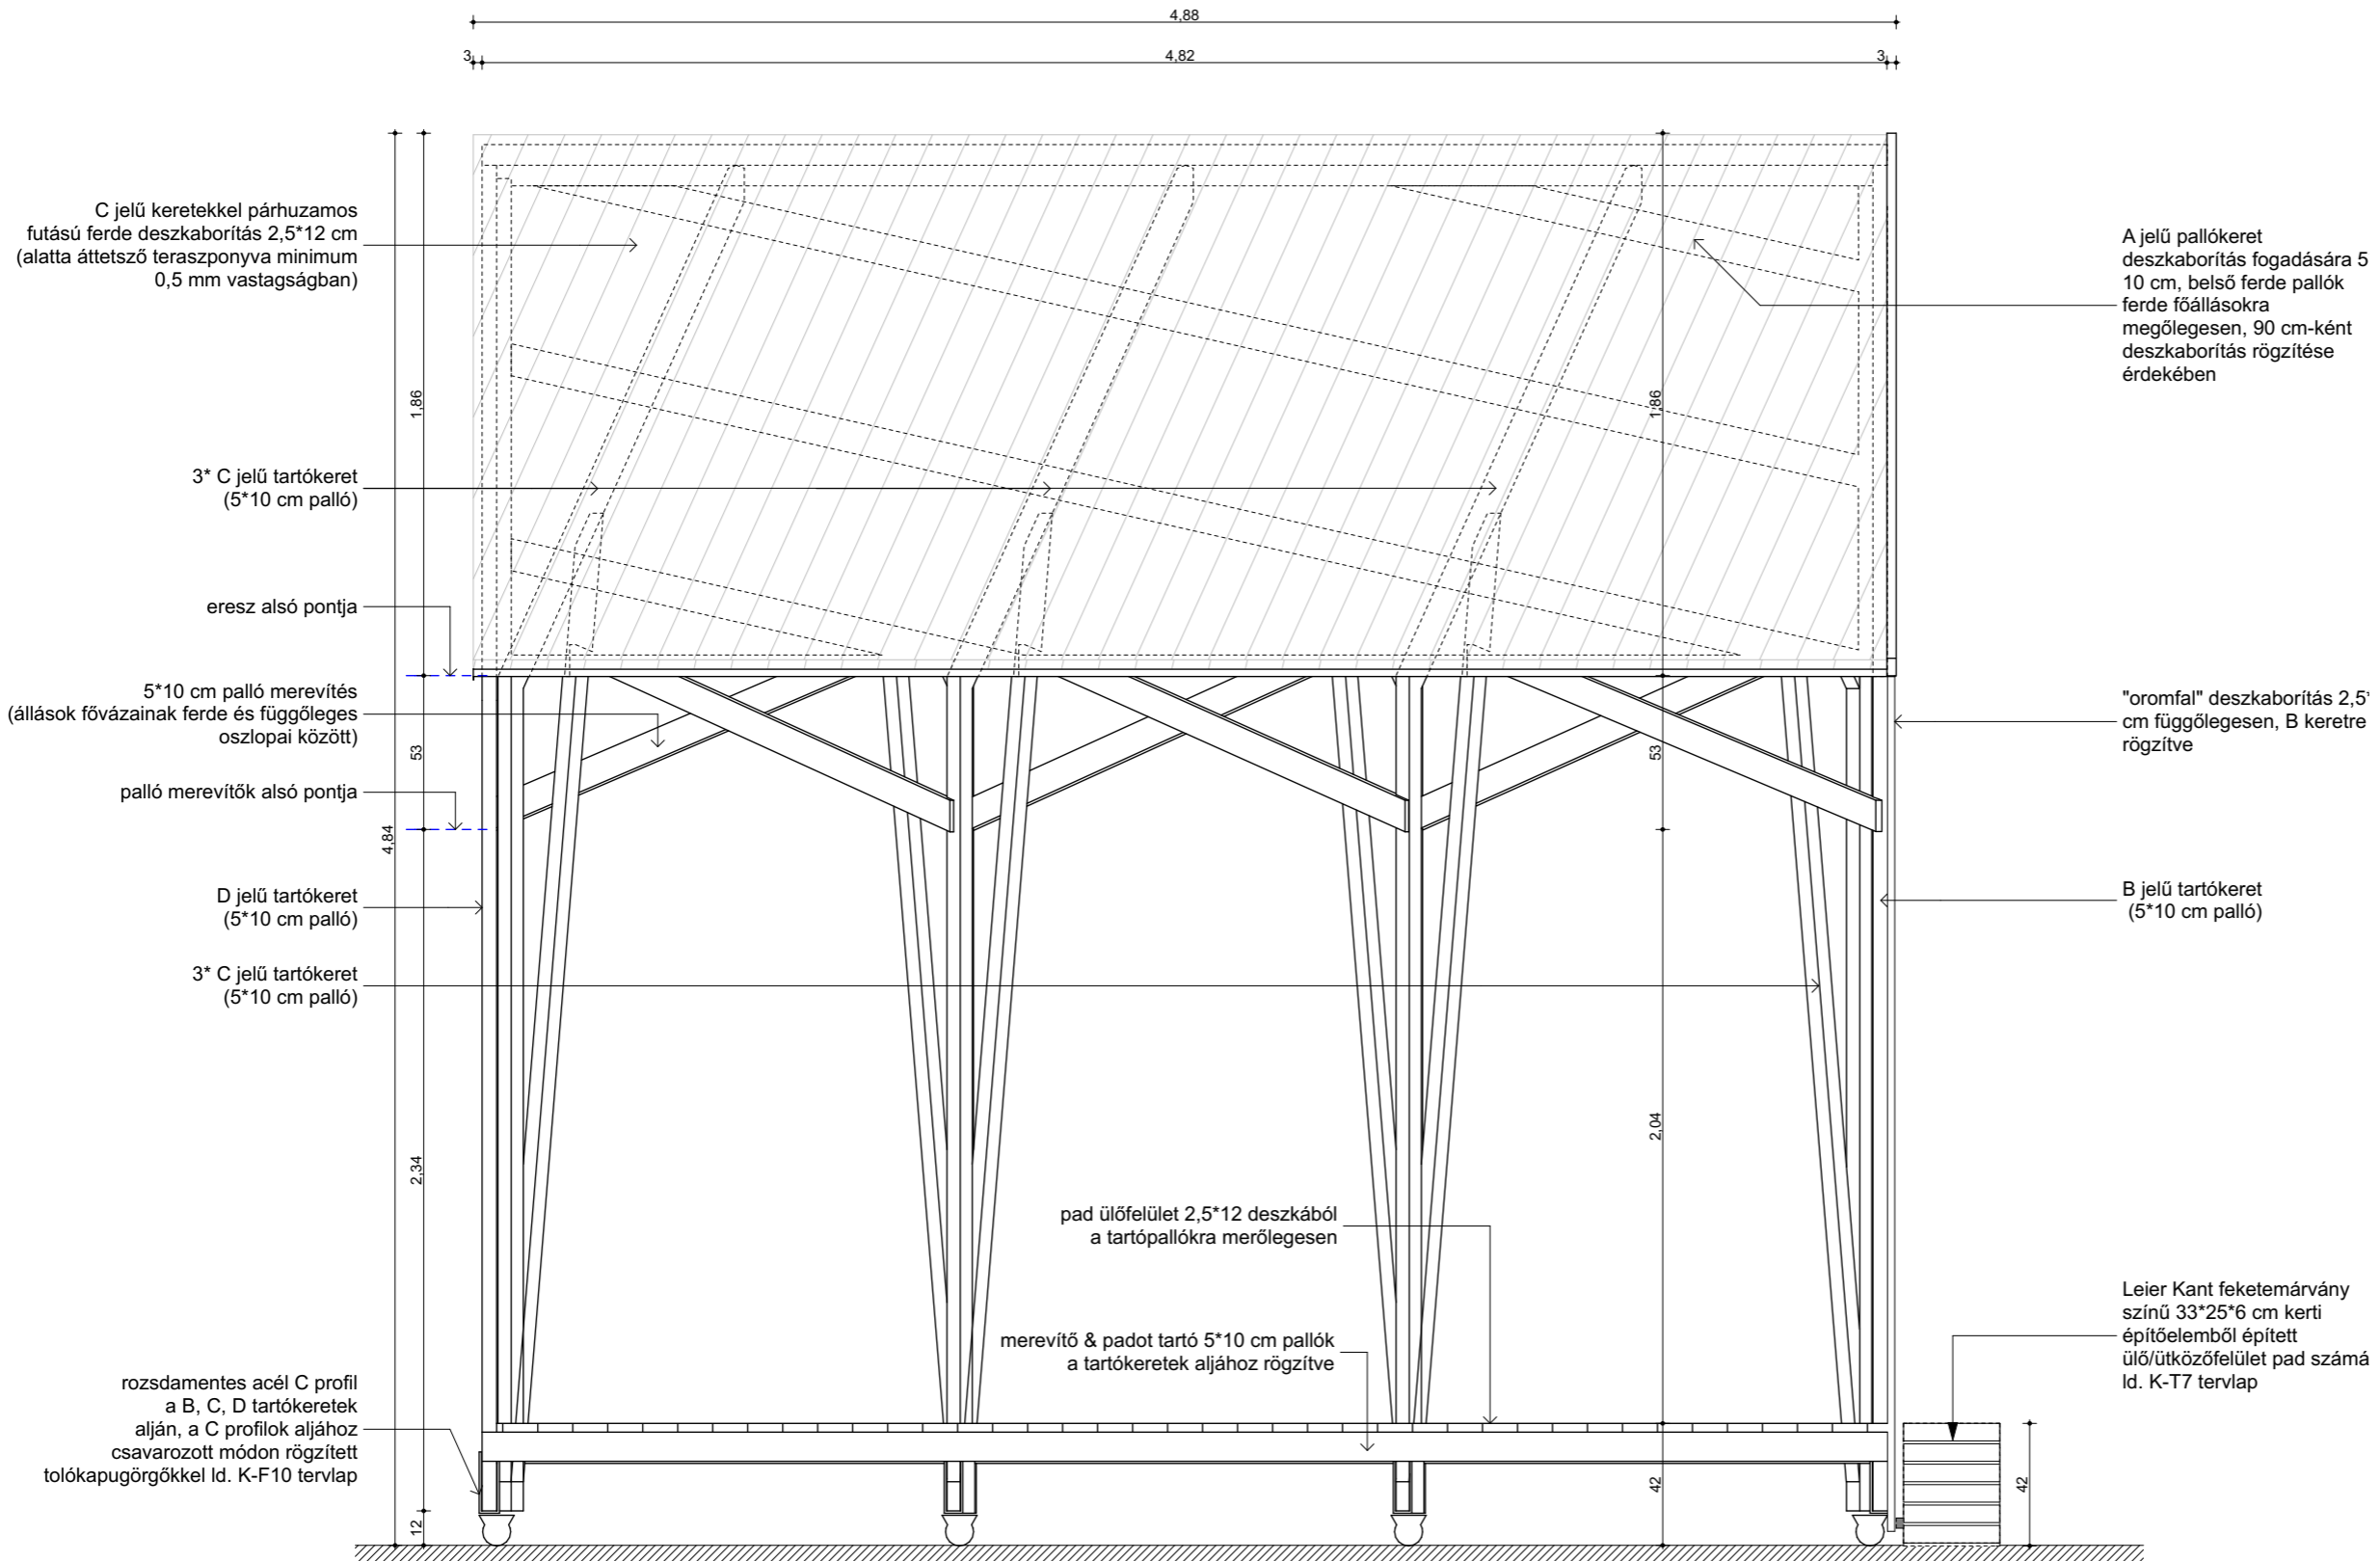 4,88
3
4,82
3
C jelű keretekkel párhuzamos
futású ferde deszkaborítás 2,5*12 cm
(alatta áttetsző teraszponyva minimum
0,5 mm vastagságban)
A jelű pallókeret
deszkaborítás fogadására 5
10 cm, belső ferde pallók
ferde főállásokra
megőlegesen, 90 cm-ként
deszkaborítás rögzítése
érdekében
1,86
1,86
3* C jelű tartókeret
(5*10 cm palló)
eresz alsó pontja
5*10 cm palló merevítés
(állások fővázainak ferde és függőleges
oszlopai között)
"oromfal" deszkaborítás 2,5*
cm függőlegesen, B keretre
rögzítve
53
53
palló merevítők alsó pontja
4,84
D jelű tartókeret
(5*10 cm palló)
B jelű tartókeret
(5*10 cm palló)
3* C jelű tartókeret
(5*10 cm palló)
2,04
2,34
pad ülőfelület 2,5*12 deszkából
a tartópallókra merőlegesen
merevítő & padot tartó 5*10 cm pallók
a tartókeretek aljához rögzítve
Leier Kant feketemárvány
színű 33*25*6 cm kerti
építőelemből épített
ülő/ütközőfelület pad számá
ld. K-T7 tervlap
rozsdamentes acél C profil
a B, C, D tartókeretek
alján, a C profilok aljához
csavarozott módon rögzített
tolókapugörgőkkel ld. K-F10 tervlap
42
42
12